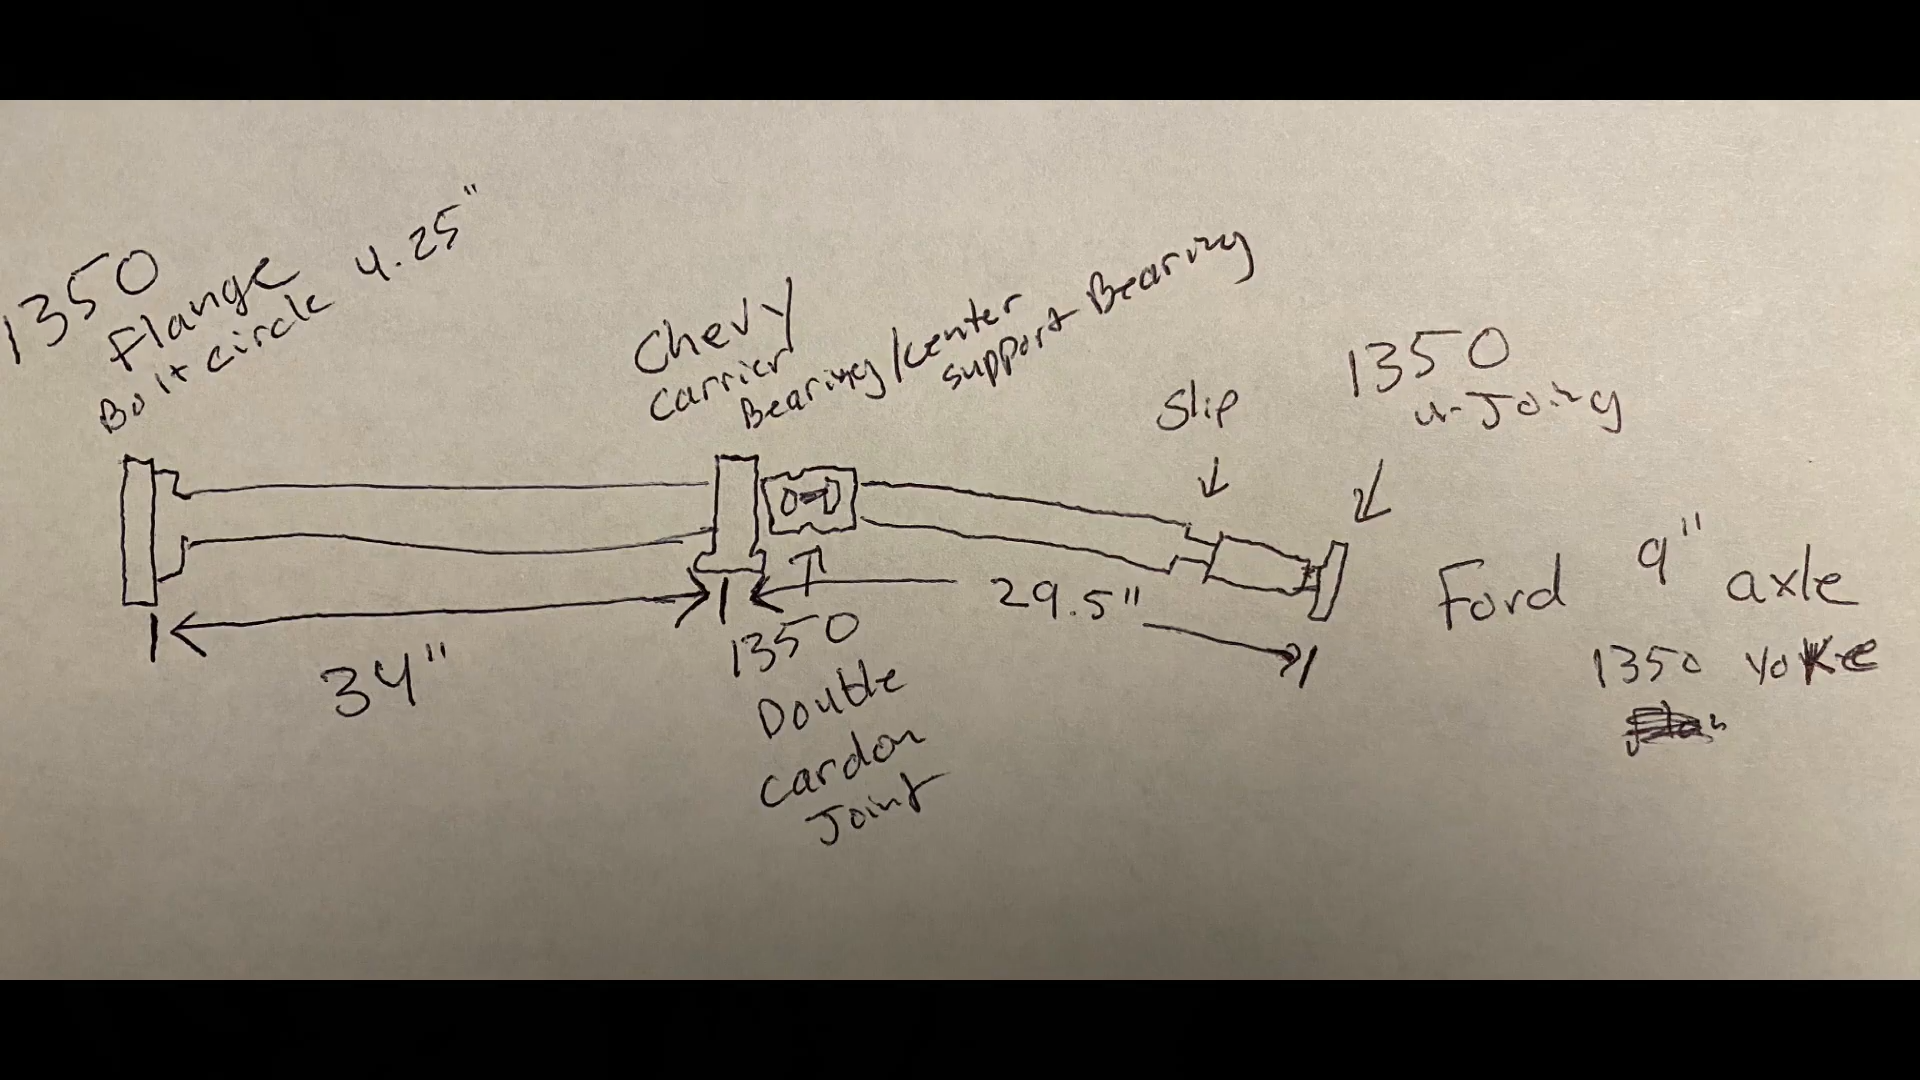 1350
Flange
Bolt circle 4.25"
Chevy
carrier
Bearing/center
support Bearing
Slip
1350
u-Joing
34"
29.5"
1350
Double
cardon
Joint
Ford 9" axle
1350 yoke